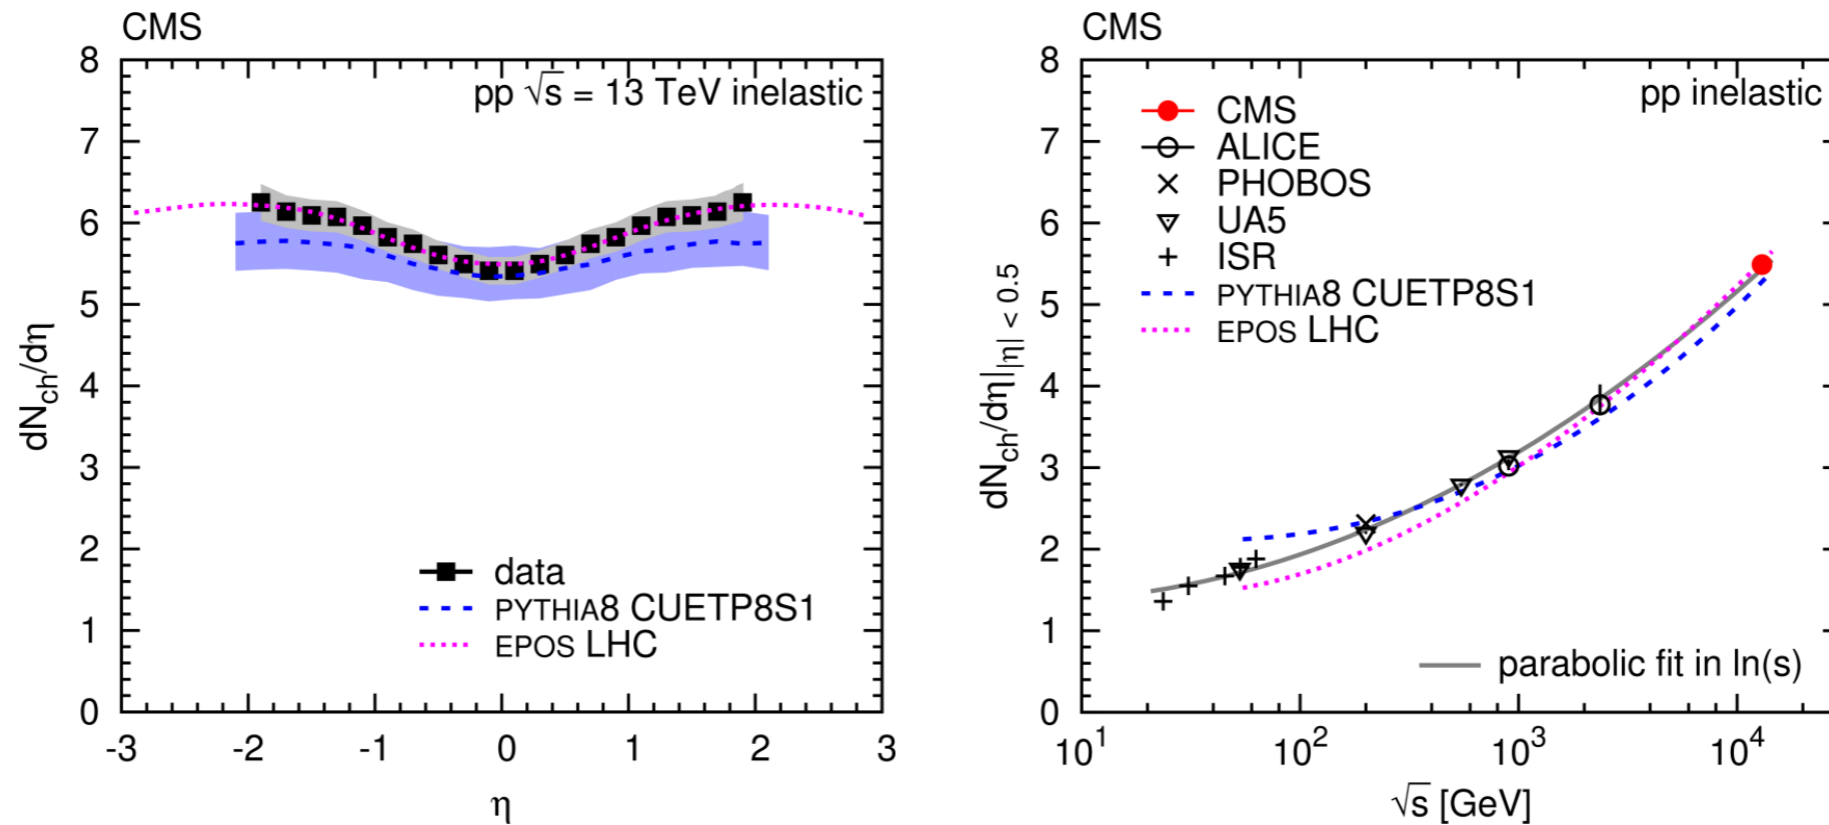 CMS
pp √s = 13 TeV inelastic
8
7
6
5
4
3
2
1
0
dN_ch/dη
data
PYTHIA8 CUETP8S1
EPOS LHC
-3 -2 -1 0 1 2 3
η
CMS
pp inelastic
8
7
6
5
4
3
2
1
0
dN_ch/dη|_|η| < 0.5
CMS
ALICE
PHOBOS
UA5
ISR
PYTHIA8 CUETP8S1
EPOS LHC
parabolic fit in ln(s)
10^1 10^2 10^3 10^4
√s [GeV]